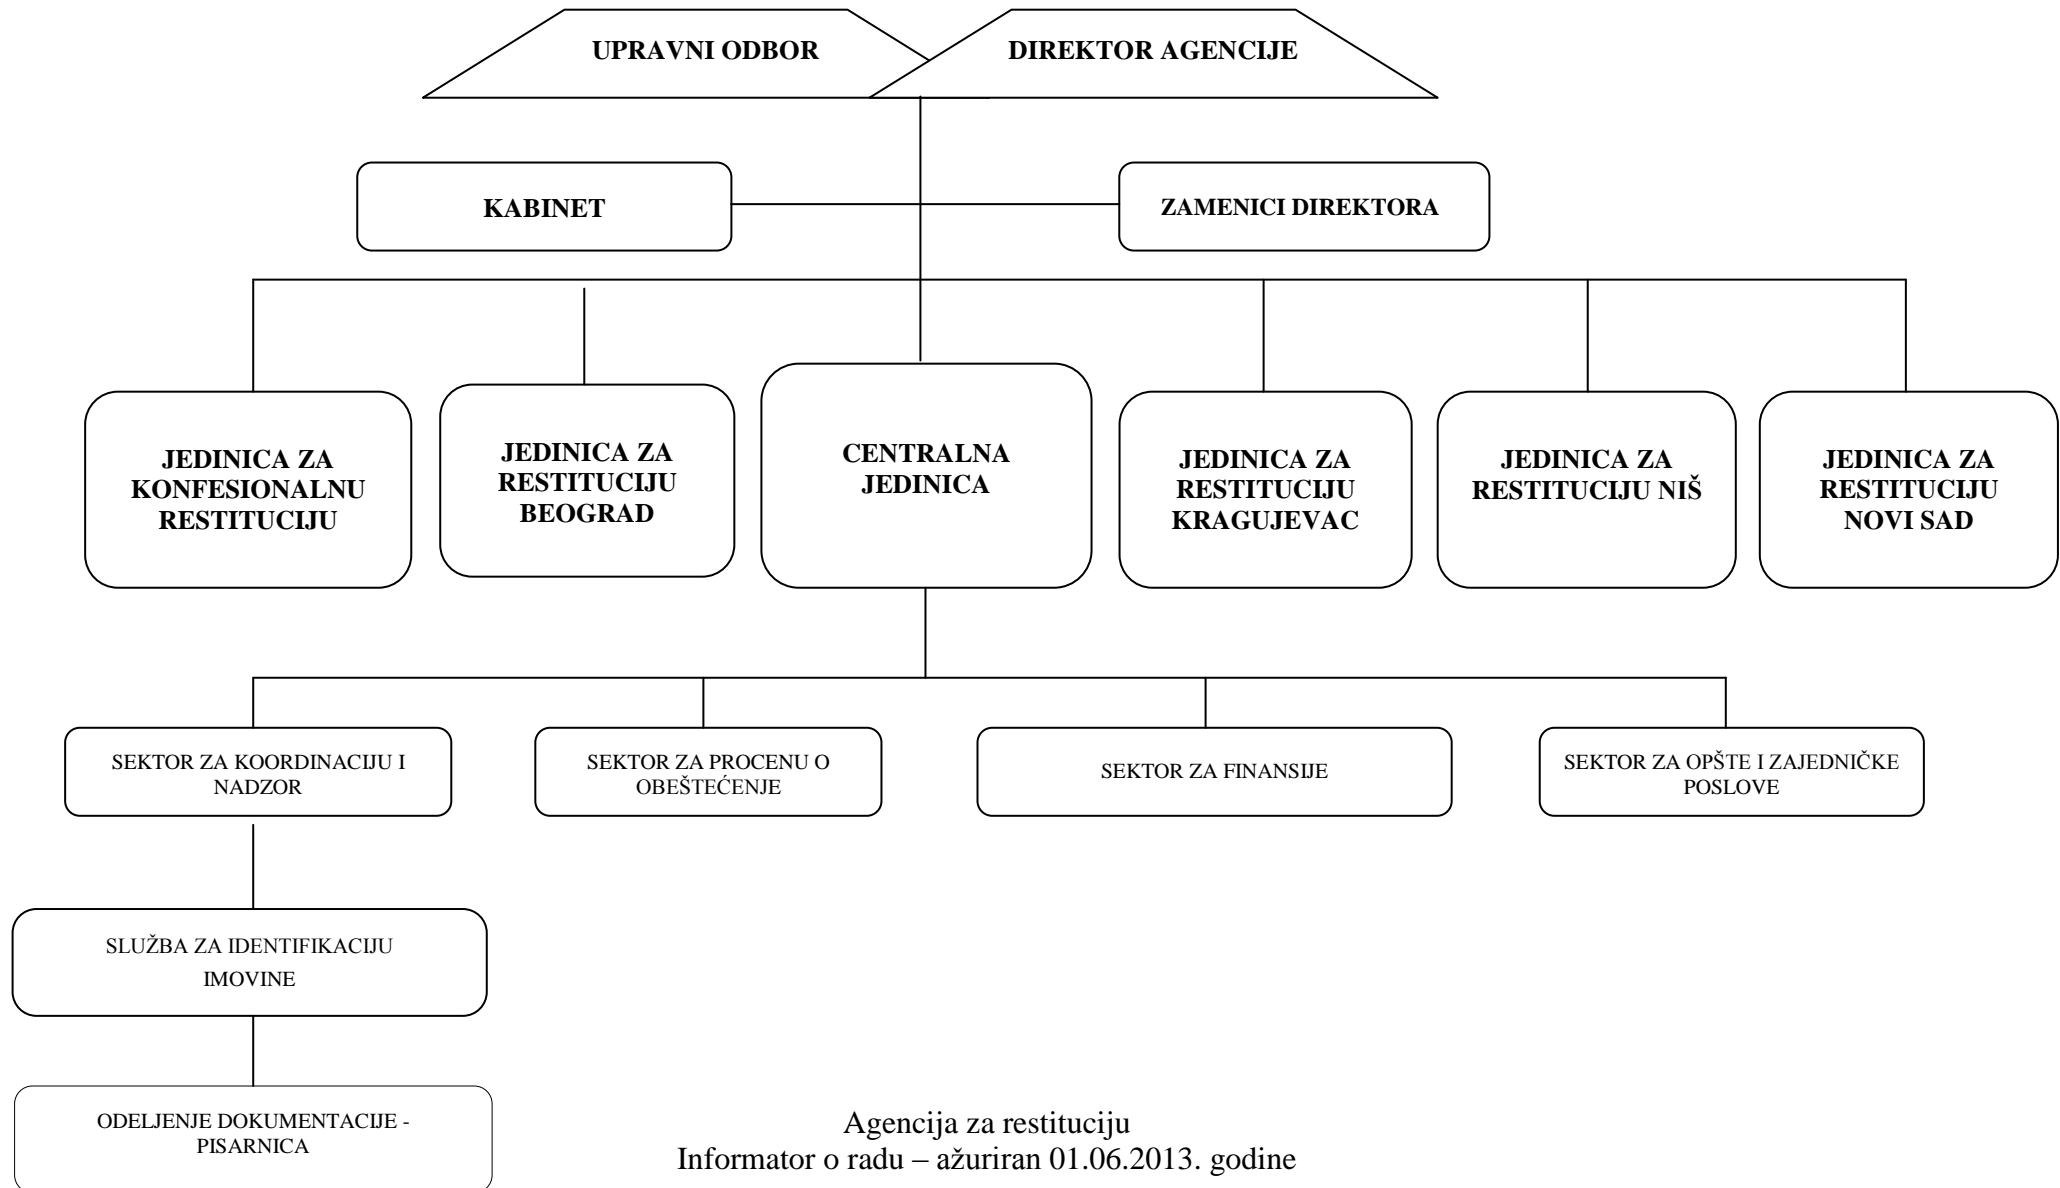 UPRAVNI ODBOR
DIREKTOR AGENCIJE
KABINET
ZAMENICI DIREKTORA
JEDINICA ZA
KONFESIONALNU
RESTITUCIJU
JEDINICA ZA
RESTITUCIJU
BEOGRAD
CENTRALNA
JEDINICA
JEDINICA ZA
RESTITUCIJU
KRAGUJEVAC
JEDINICA ZA
RESTITUCIJU NIŠ
JEDINICA ZA
RESTITUCIJU
NOVI SAD
SEKTOR ZA KOORDINACIJU I
NADZOR
SEKTOR ZA PROCENU O
OBEŠTEĆENJE
SEKTOR ZA FINANSIJE
SEKTOR ZA OPŠTE I ZAJEDNIČKE
POSLOVE
SLUŽBA ZA IDENTIFIKACIJU
IMOVINE
ODELJENJE DOKUMENTACIJE -
PISARNICA
Agencija za restituciju
Informator o radu – ažuriran 01.06.2013. godine